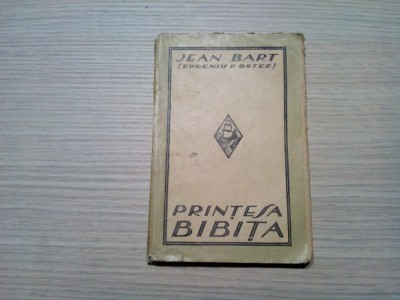 JEAN BART
(EUGENIU P. BOTEZ)
PRINȚESA
BIBIȚA